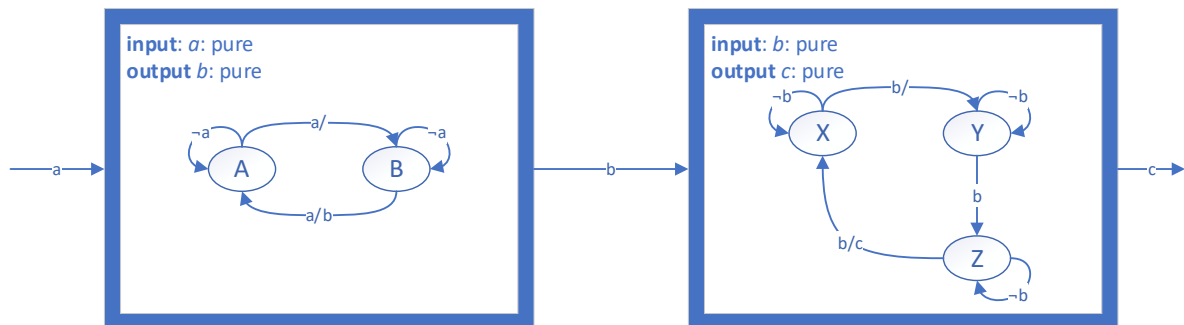 input: a: pure
output b: pure
¬a
a/
¬a
A
B
a/b
a
b
input: b: pure
output c: pure
¬b
b/
¬b
X
Y
b
b/c
Z
¬b
c